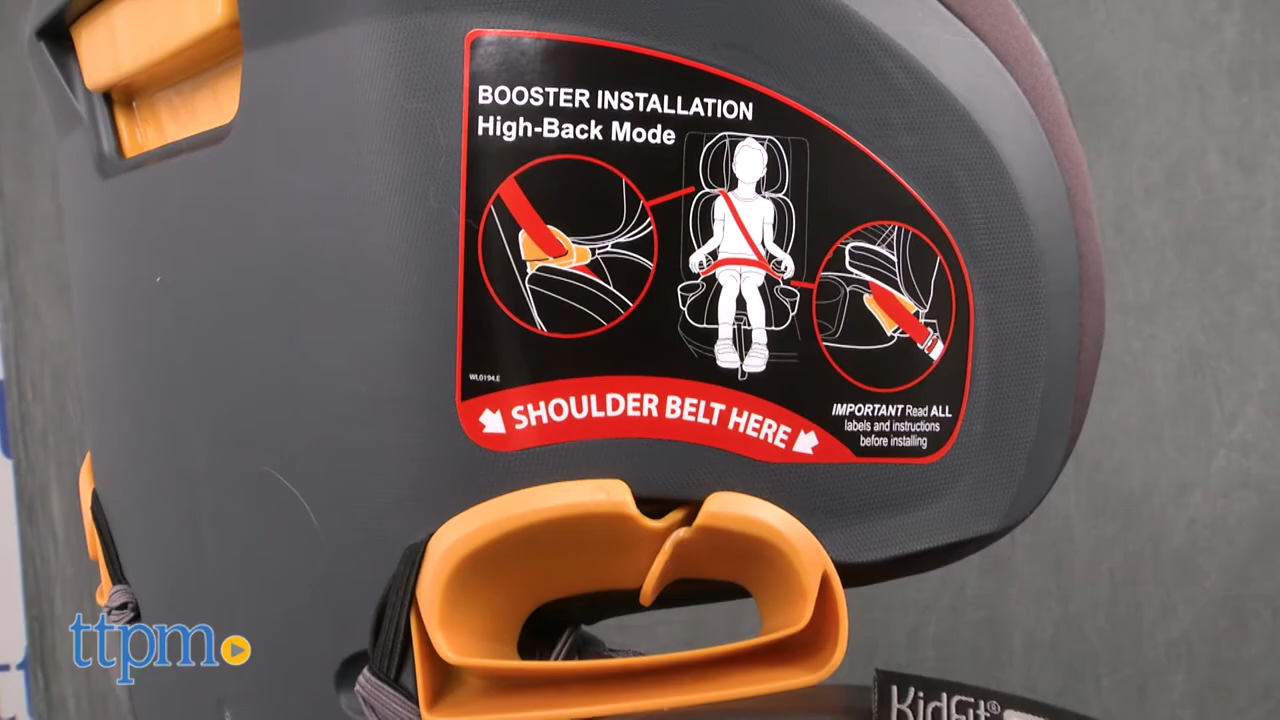 BOOSTER INSTALLATION
High-Back Mode
WL0194.E
SHOULDER BELT HERE
IMPORTANT Read ALL
labels and instructions
before installing
ttpm
KidFit®